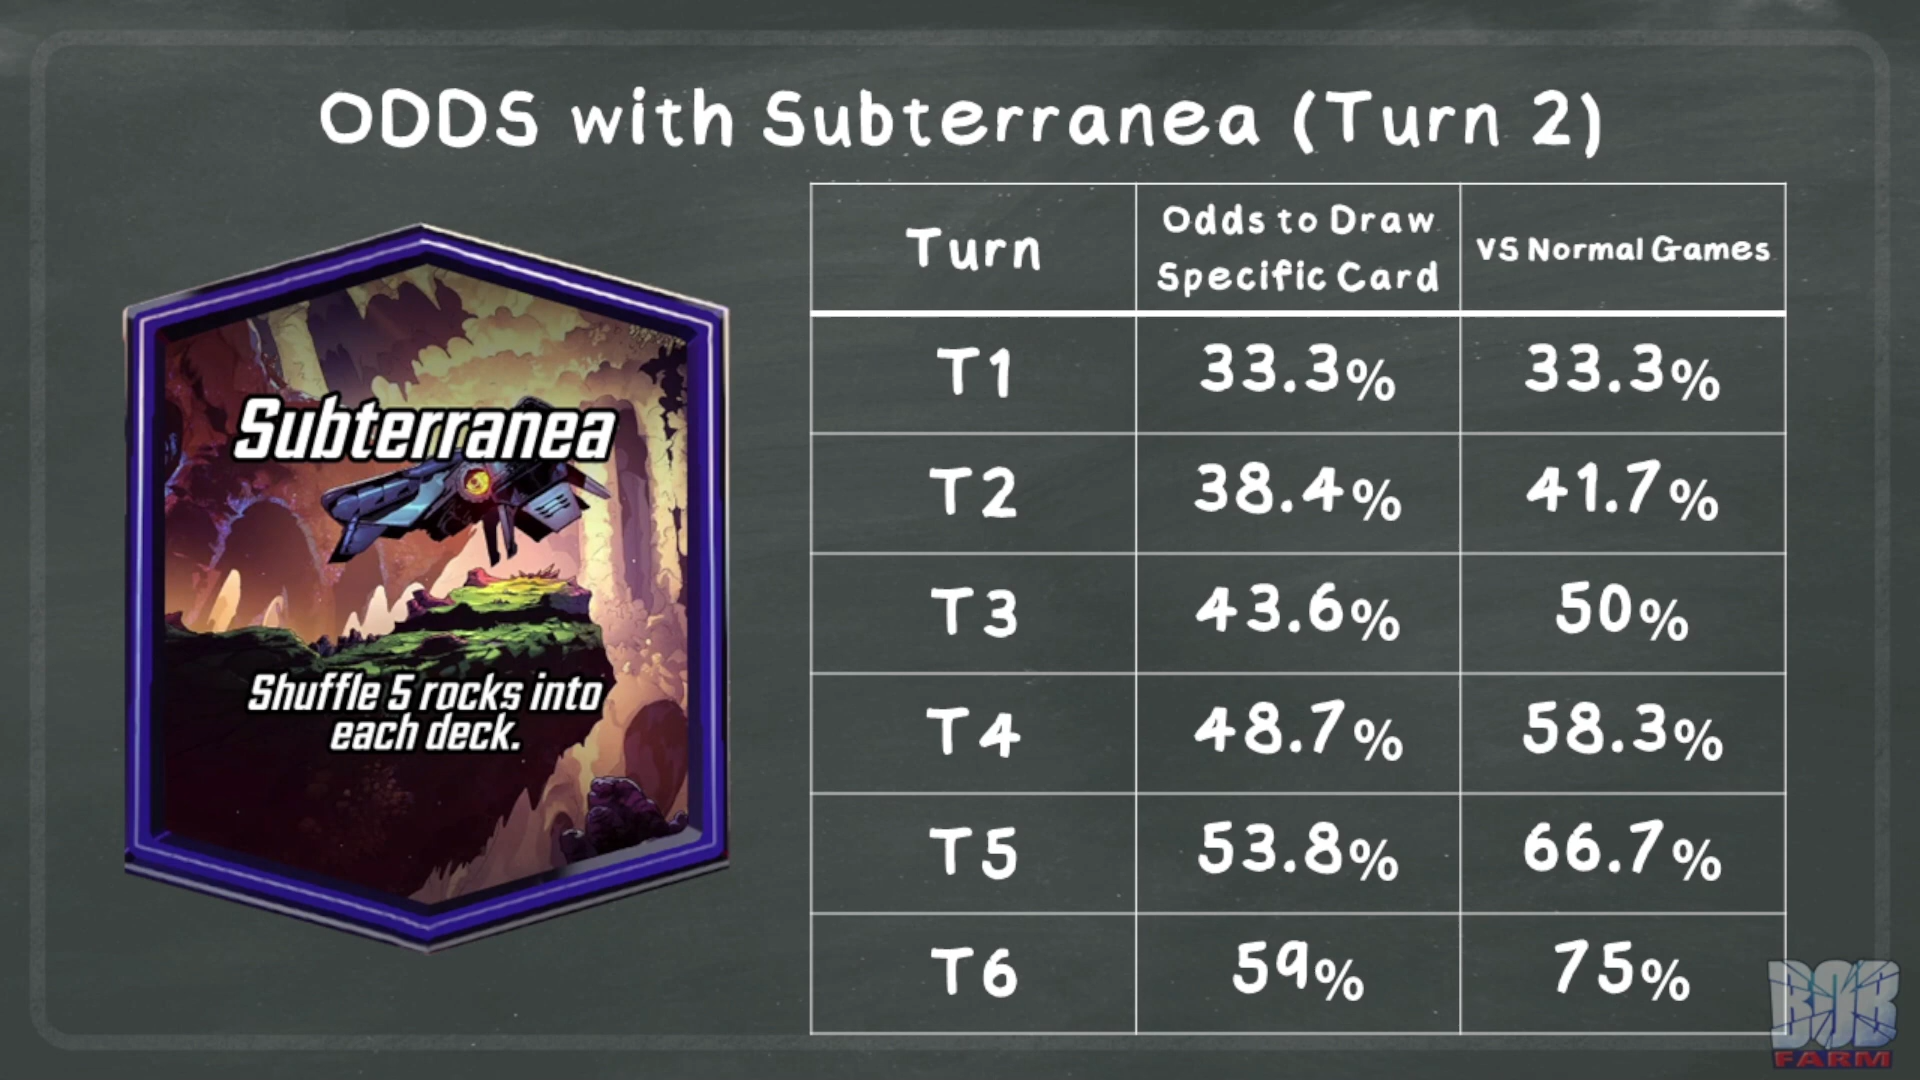 ODDS with Subterranea (Turn 2)
Subterranea
Shuffle 5 rocks into
each deck.
Turn
Odds to Draw
Specific Card
VS Normal Games
T1 33.3% 33.3%
T2 38.4% 41.7%
T3 43.6% 50%
T4 48.7% 58.3%
T5 53.8% 66.7%
T6 59% 75%
BOB
FARM